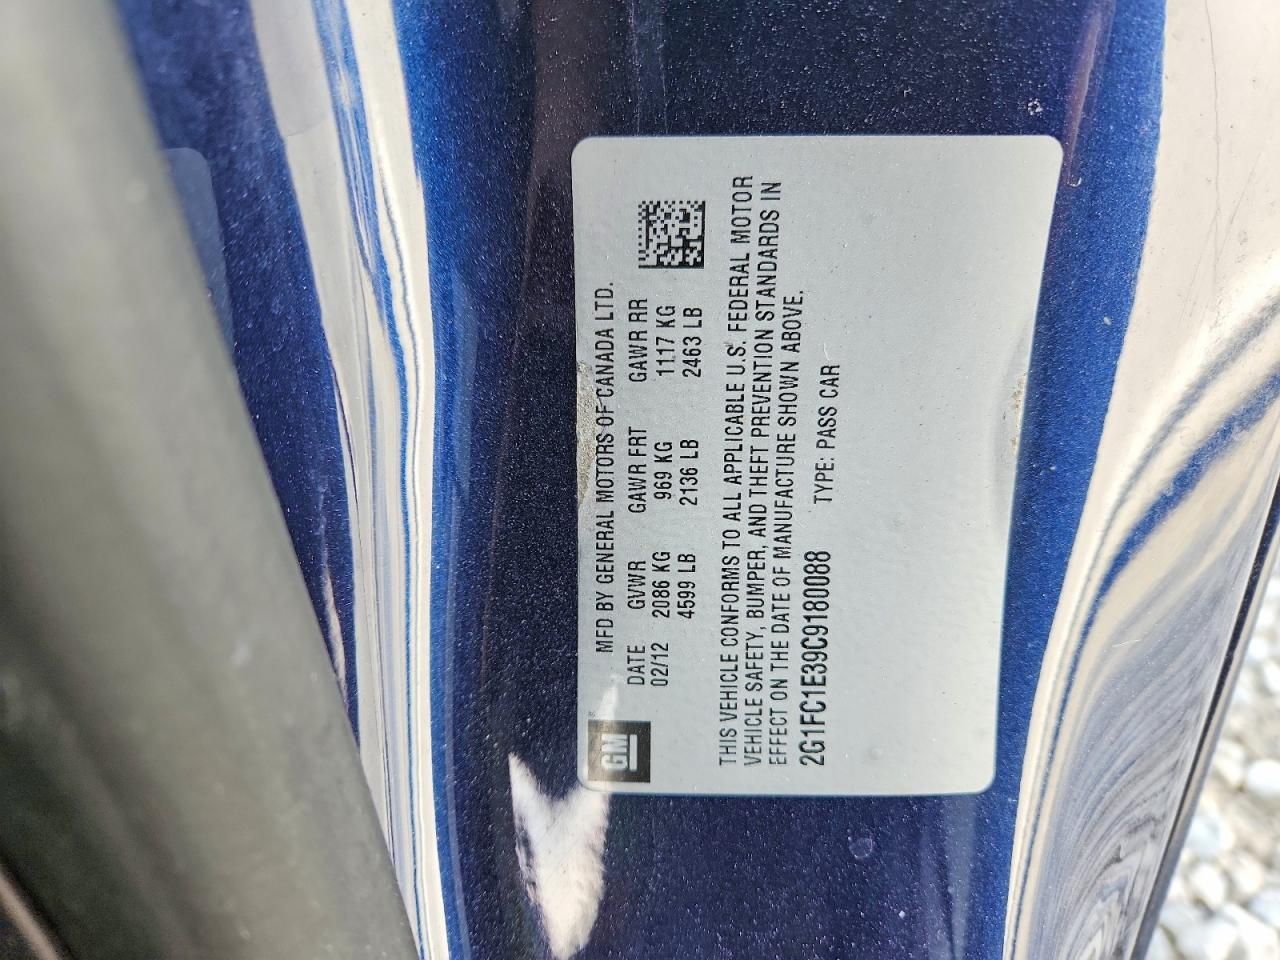 GM
MFD BY GENERAL MOTORS OF CANADA LTD.
DATE GVWR GAWR FRT GAWR RR
02/12 2086 KG 969 KG 1117 KG
4599 LB 2136 LB 2463 LB
THIS VEHICLE CONFORMS TO ALL APPLICABLE U.S. FEDERAL MOTOR
VEHICLE SAFETY, BUMPER, AND THEFT PREVENTION STANDARDS IN
EFFECT ON THE DATE OF MANUFACTURE SHOWN ABOVE.
2G1FC1E39C9180088 TYPE: PASS CAR